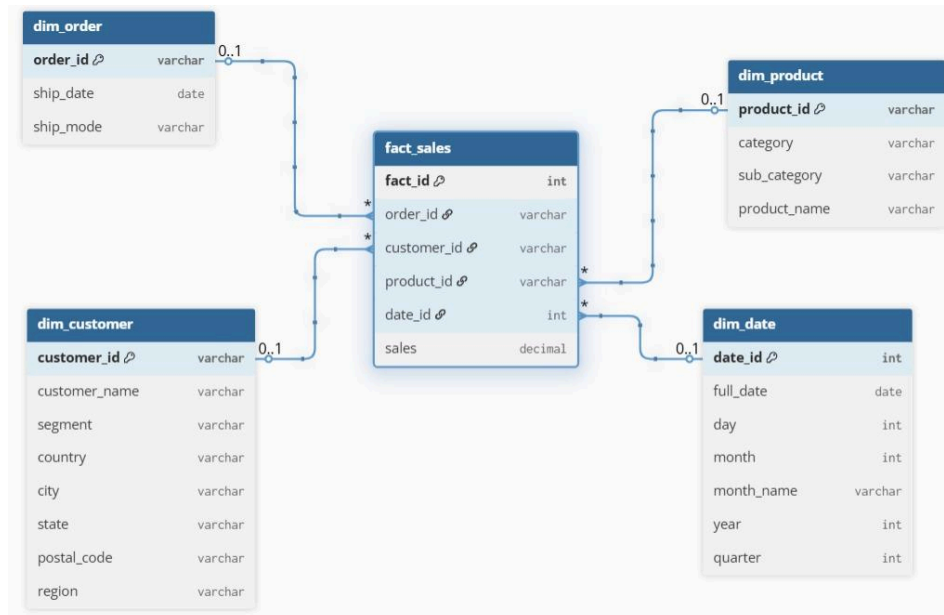 dim_order
order_id varchar
ship_date date
ship_mode varchar
0..1
*
dim_product
product_id varchar
category varchar
sub_category varchar
product_name varchar
0..1
*
fact_sales
fact_id int
order_id varchar
customer_id varchar
product_id varchar
date_id int
sales decimal
dim_customer
customer_id varchar
customer_name varchar
segment varchar
country varchar
city varchar
state varchar
postal_code varchar
region varchar
0..1
*
dim_date
date_id int
full_date date
day int
month int
month_name varchar
year int
quarter int
0..1
*